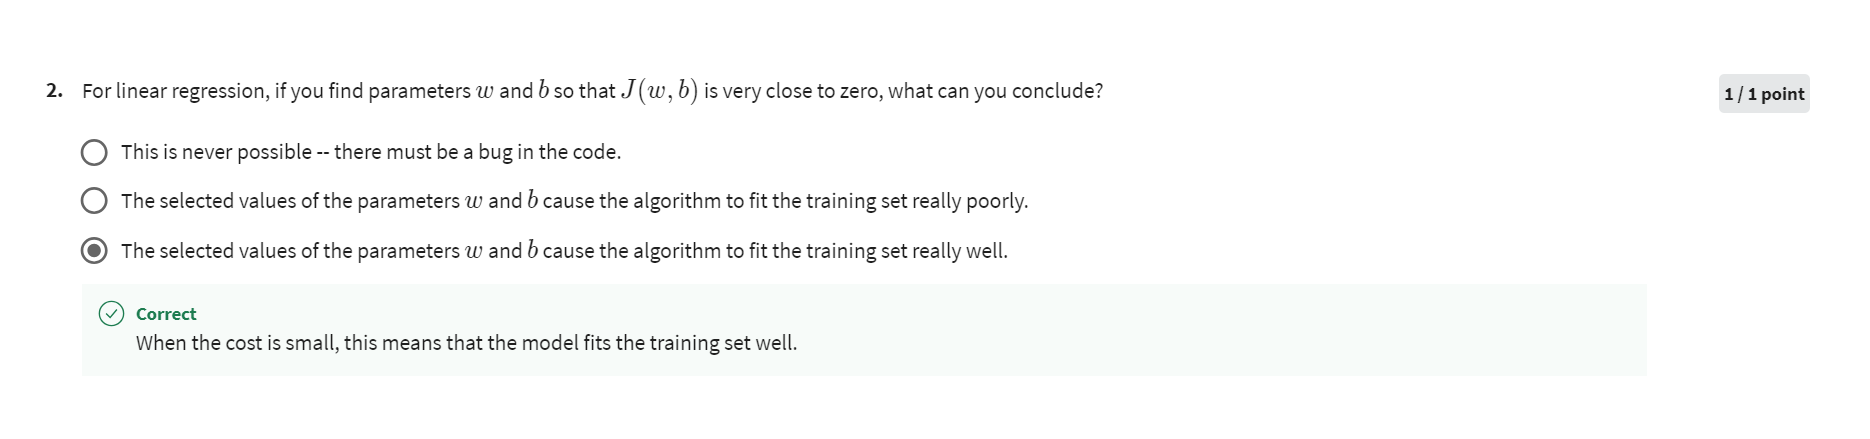 2. For linear regression, if you find parameters w and b so that J(w, b) is very close to zero, what can you conclude?
1 / 1 point
This is never possible -- there must be a bug in the code.
The selected values of the parameters w and b cause the algorithm to fit the training set really poorly.
The selected values of the parameters w and b cause the algorithm to fit the training set really well.
Correct
When the cost is small, this means that the model fits the training set well.